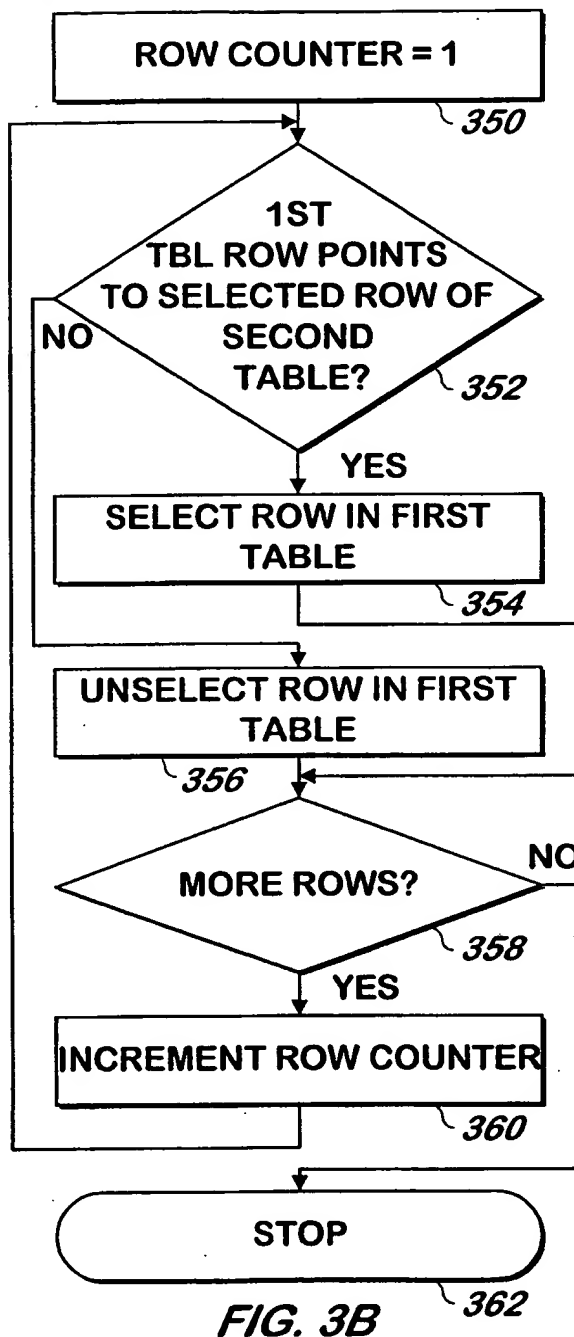 ROW COUNTER = 1
350
1ST
TBL ROW POINTS
TO SELECTED ROW OF
SECOND
TABLE?
NO
352
YES
SELECT ROW IN FIRST
TABLE
354
UNSELECT ROW IN FIRST
TABLE
356
MORE ROWS?
NO
358
YES
INCREMENT ROW COUNTER
360
STOP
362
FIG. 3B